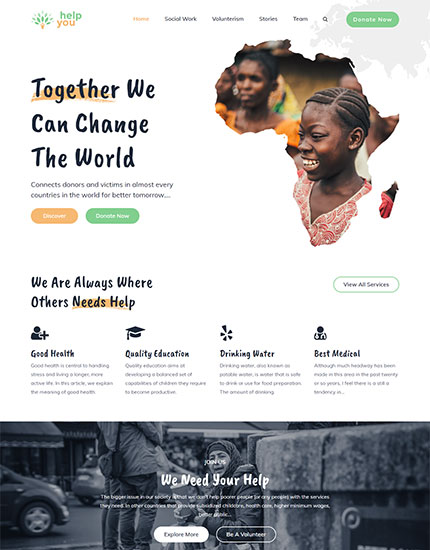 help
you
Home Social Work Volunterism Stories Team Donate Now
Together We
Can Change
The World
Connects donors and victims in almost every
countries in the world for better tomorrow....
Discover Donate Now
We Are Always Where
Others Needs Help
View All Services
Good Health
Good health is central to handling
stress and living a longer, more
active life. In this article, we explain
the meaning of good health.
Quality Education
Quality education aims at
developing a balanced set of
capabilities of children they require
to become productive.
Drinking Water
Drinking water, also known as
potable water, is water that is safe
to drink or use for food preparation.
The amount of drinking.
Best Medical
Although much headway has been
made in this in the past twenty
or so years, I feel there is a still a
tendency in...
JOIN US
We Need Your Help
The bigger issue in our society is that we don't help poorer people (or any people) with the services
they need. In other countries that provide subsidized childcare, health care, higher minimum wages,
better public...
Explore More Be A Volunteer